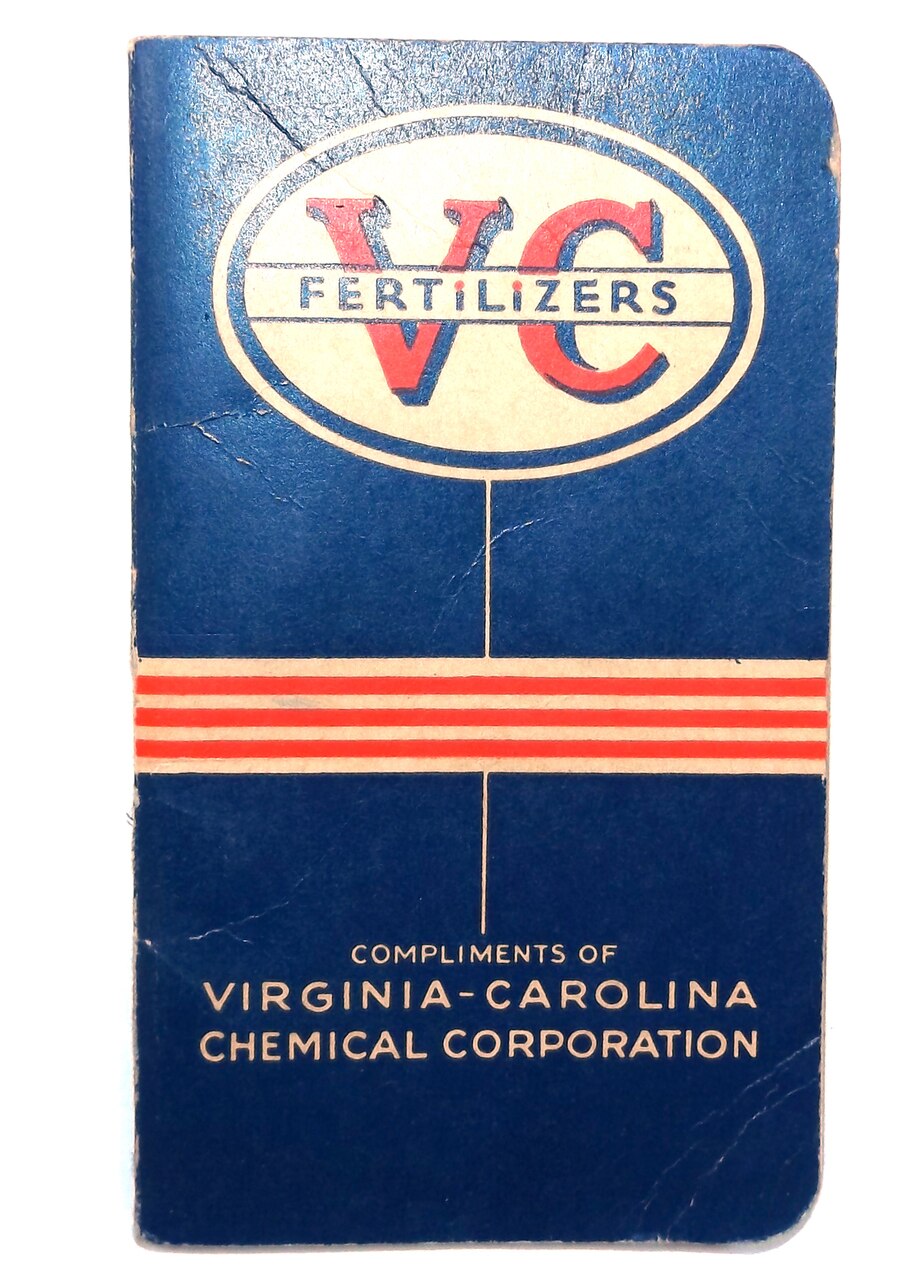 VC
FERTiLiZERS
COMPLIMENTS OF
VIRGINIA-CAROLINA
CHEMICAL CORPORATION